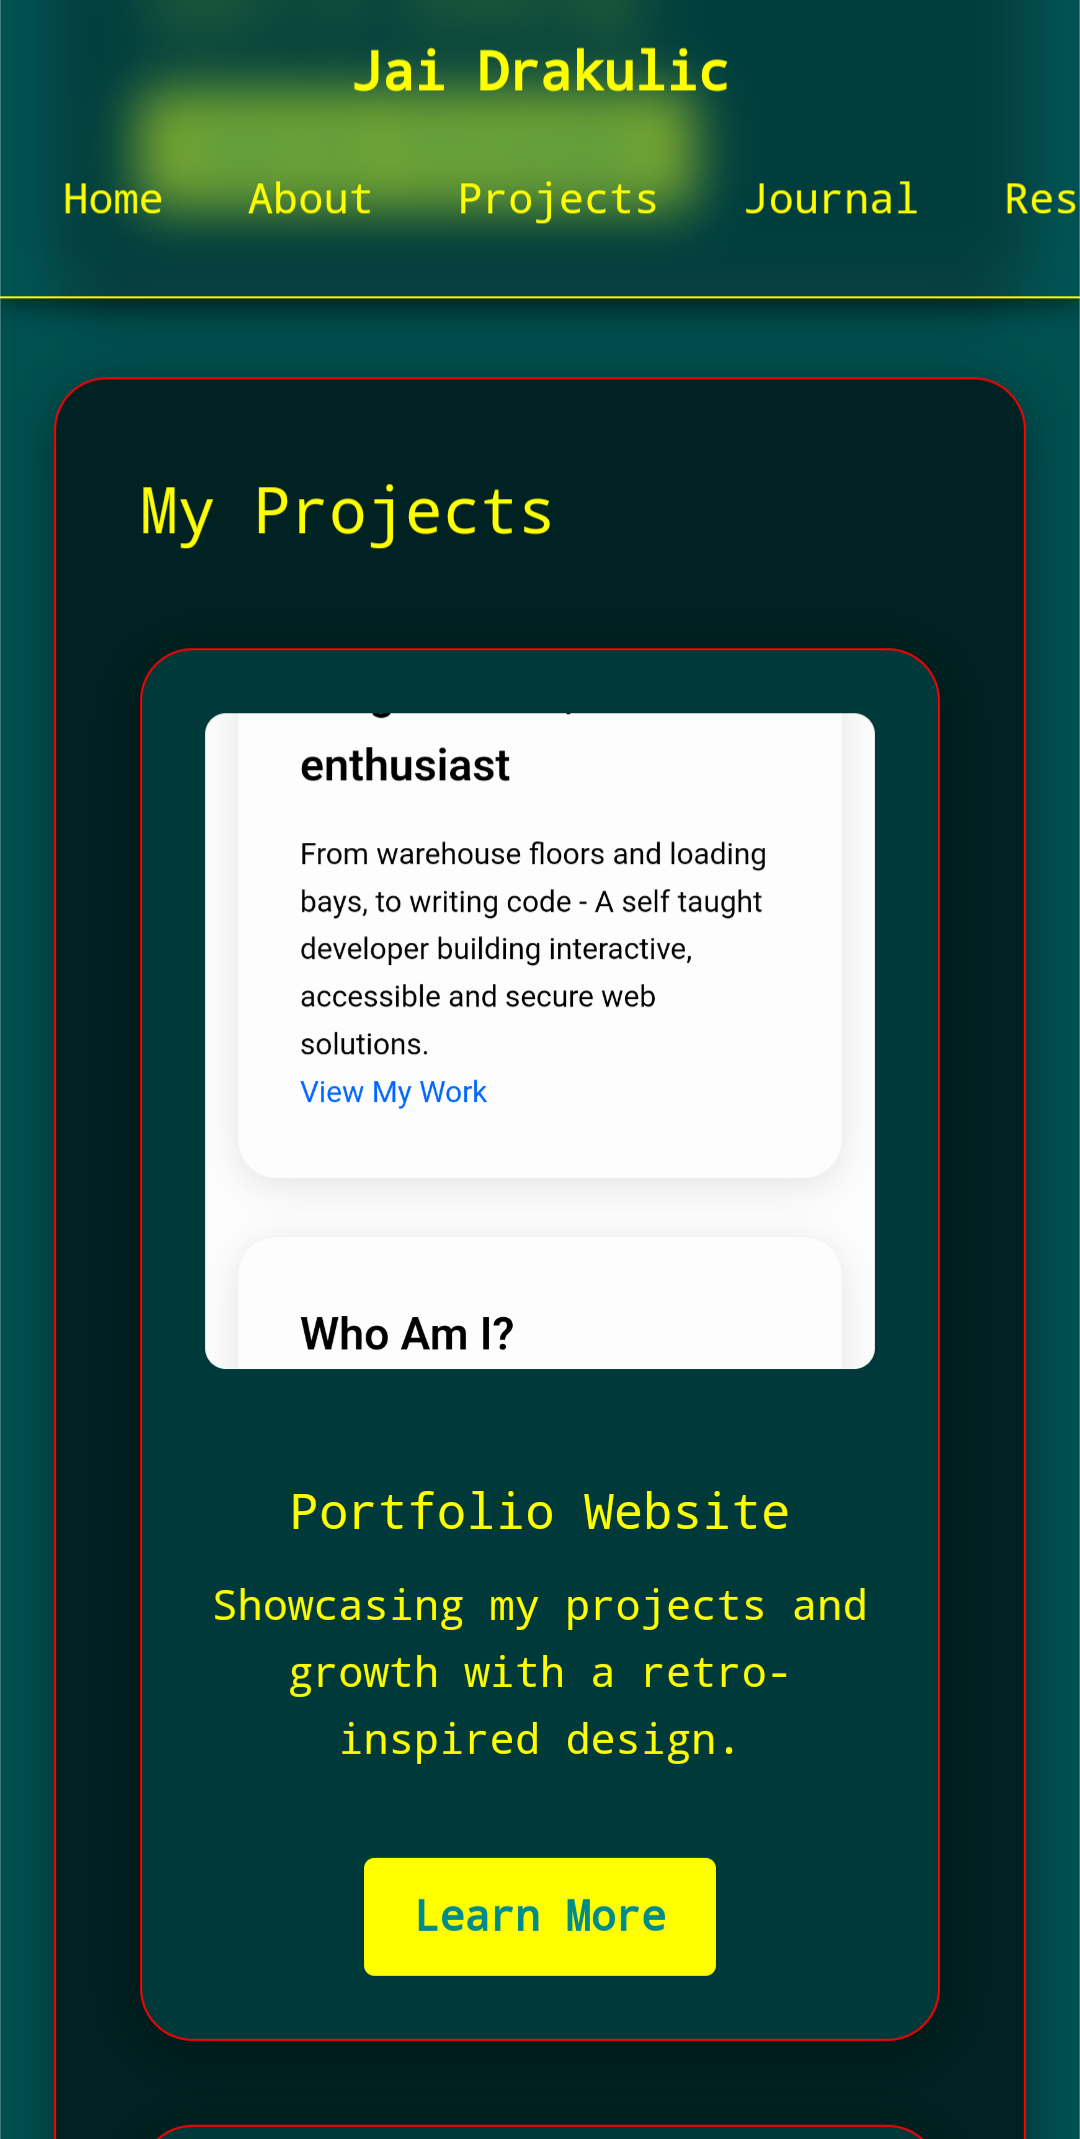 Jai Drakulic
Home About Projects Journal Res
My Projects
enthusiast
From warehouse floors and loading
bays, to writing code - A self taught
developer building interactive,
accessible and secure web
solutions.
View My Work
Who Am I?
Portfolio Website
Showcasing my projects and
growth with a retro-
inspired design.
Learn More